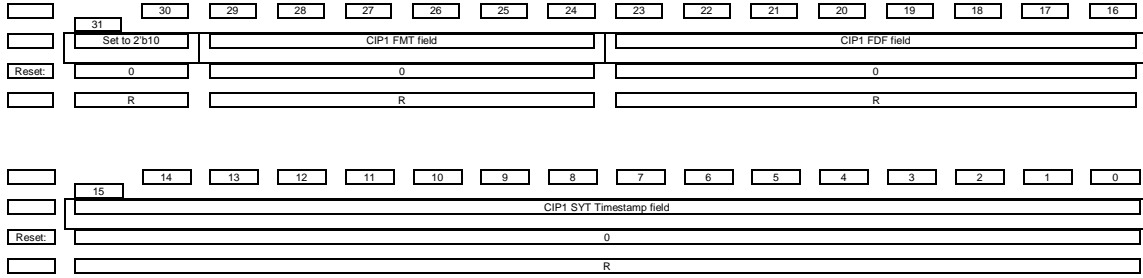 31 30 29 28 27 26 25 24 23 22 21 20 19 18 17 16
Set to 2'b10 CIP1 FMT field CIP1 FDF field
Reset: 0 0 0
R R R
15 14 13 12 11 10 9 8 7 6 5 4 3 2 1 0
CIP1 SYT Timestamp field
Reset: 0
R